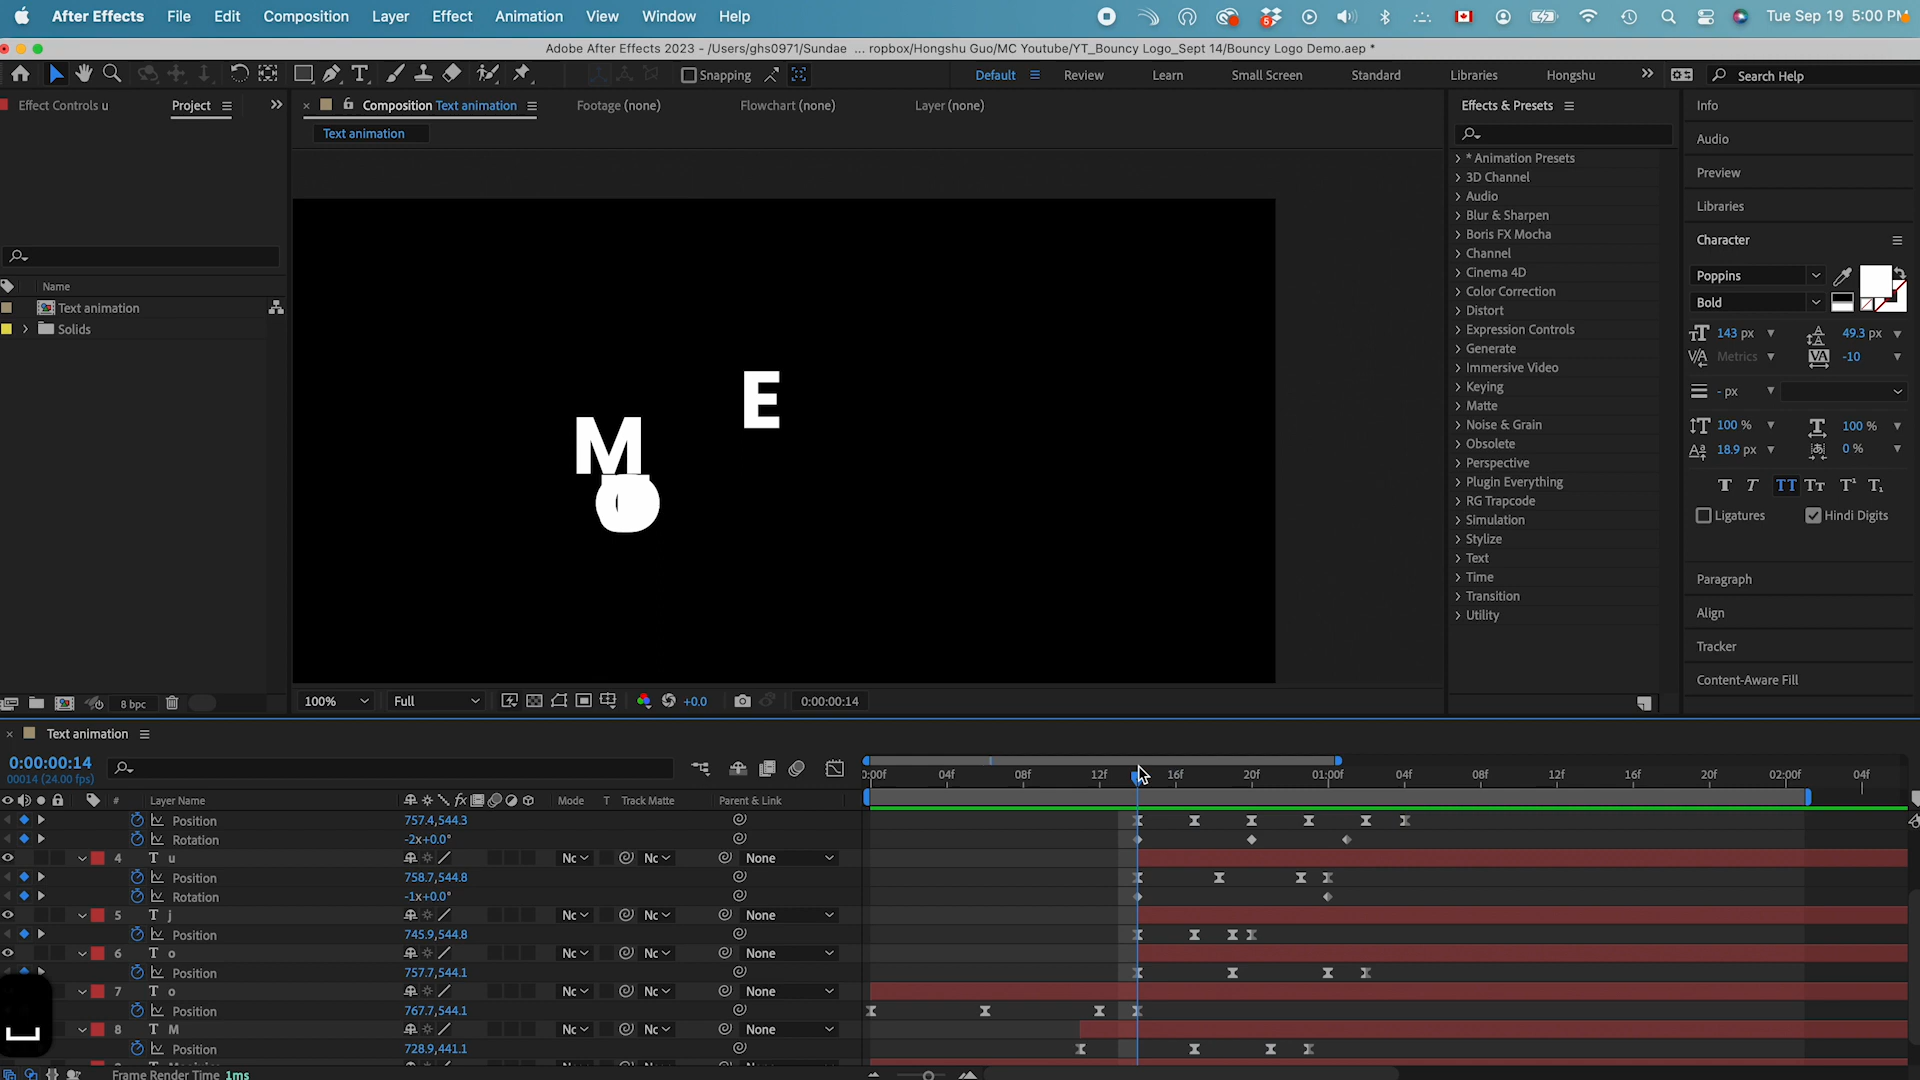 After Effects File Edit Composition Layer Effect Animation View Window Help
5
Tue Sep 19 5:00 PM
Adobe After Effects 2023 - /Users/ghs0971/Sundae ... ropbox/Hongshu Guo/MC Youtube/YT_Bouncy Logo_Sept 14/Bouncy Logo Demo.aep *
Snapping
Default Review Learn Small Screen Standard Libraries Hongshu
Search Help
Effect Controls u
Project
Composition Text animation
Footage (none)
Flowchart (none)
Layer (none)
Text animation
Name
Text animation
Solids
8 bpc
E
M
O
100% Full +0.0 0:00:00:14
Effects & Presets
* Animation Presets
3D Channel
Audio
Blur & Sharpen
Boris FX Mocha
Channel
Cinema 4D
Color Correction
Distort
Expression Controls
Generate
Immersive Video
Keying
Matte
Noise & Grain
Obsolete
Perspective
Plugin Everything
RG Trapcode
Simulation
Stylize
Text
Time
Transition
Utility
Info
Audio
Preview
Libraries
Character
Poppins
Bold
143 px 49.3 px
Metrics -10
- px
100 % 100 %
18.9 px 0 %
Ligatures Hindi Digits
Paragraph
Align
Tracker
Content-Aware Fill
Text animation
0:00:00:14
00014 (24.00 fps)
0:00f 04f 08f 12f 16f 20f 01:00f 04f 08f 12f 16f 20f 02:00f 04f
# Layer Name Mode T Track Matte Parent & Link
Position 757.4,544.3
Rotation -2x+0.0°
4 T u Nc Nc None
Position 758.7,544.8
Rotation -1x+0.0°
5 T j Nc Nc None
Position 745.9,544.8
6 T o Nc Nc None
Position 757.7,544.1
7 T o Nc Nc None
Position 767.7,544.1
8 T M Nc Nc None
Position 728.9,441.1
Frame Render Time 1ms